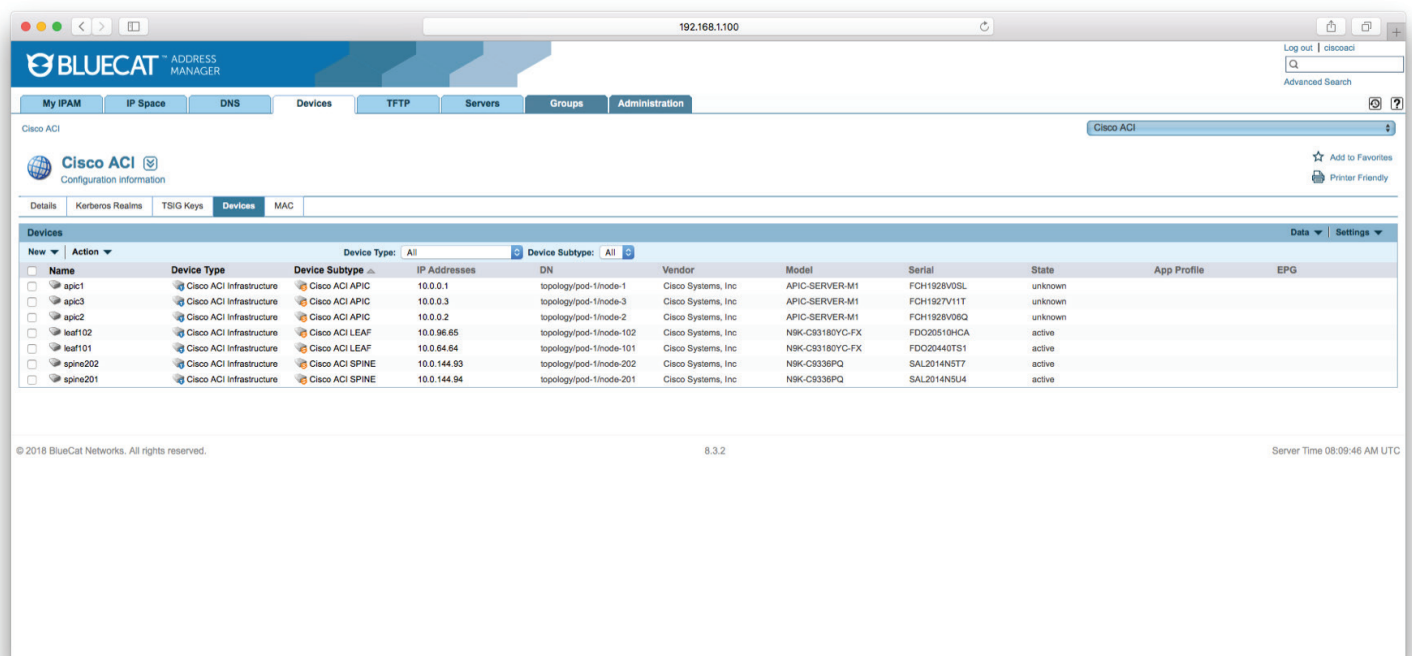 192.168.1.100
BLUECAT™ ADDRESS MANAGER
Log out | ciscoaci
Advanced Search
My IPAM IP Space DNS Devices TFTP Servers Groups Administration
Cisco ACI Cisco ACI
Cisco ACI
Configuration information
Add to Favorites
Printer Friendly
Details Kerberos Realms TSIG Keys Devices MAC
Devices Data Settings
New Action Device Type: All Device Subtype: All
Name Device Type Device Subtype IP Addresses DN Vendor Model Serial State App Profile EPG
apic1 Cisco ACI Infrastructure Cisco ACI APIC 10.0.0.1 topology/pod-1/node-1 Cisco Systems, Inc APIC-SERVER-M1 FCH1928V0SL unknown
apic3 Cisco ACI Infrastructure Cisco ACI APIC 10.0.0.3 topology/pod-1/node-3 Cisco Systems, Inc APIC-SERVER-M1 FCH1927V11T unknown
apic2 Cisco ACI Infrastructure Cisco ACI APIC 10.0.0.2 topology/pod-1/node-2 Cisco Systems, Inc APIC-SERVER-M1 FCH1928V06Q unknown
leaf102 Cisco ACI Infrastructure Cisco ACI LEAF 10.0.96.65 topology/pod-1/node-102 Cisco Systems, Inc N9K-C93180YC-FX FDO20510HCA active
leaf101 Cisco ACI Infrastructure Cisco ACI LEAF 10.0.64.64 topology/pod-1/node-101 Cisco Systems, Inc N9K-C93180YC-FX FDO20440TS1 active
spine202 Cisco ACI Infrastructure Cisco ACI SPINE 10.0.144.93 topology/pod-1/node-202 Cisco Systems, Inc N9K-C9336PQ SAL2014N5T7 active
spine201 Cisco ACI Infrastructure Cisco ACI SPINE 10.0.144.94 topology/pod-1/node-201 Cisco Systems, Inc N9K-C9336PQ SAL2014N5U4 active
© 2018 BlueCat Networks. All rights reserved. 8.3.2 Server Time 08:09:46 AM UTC